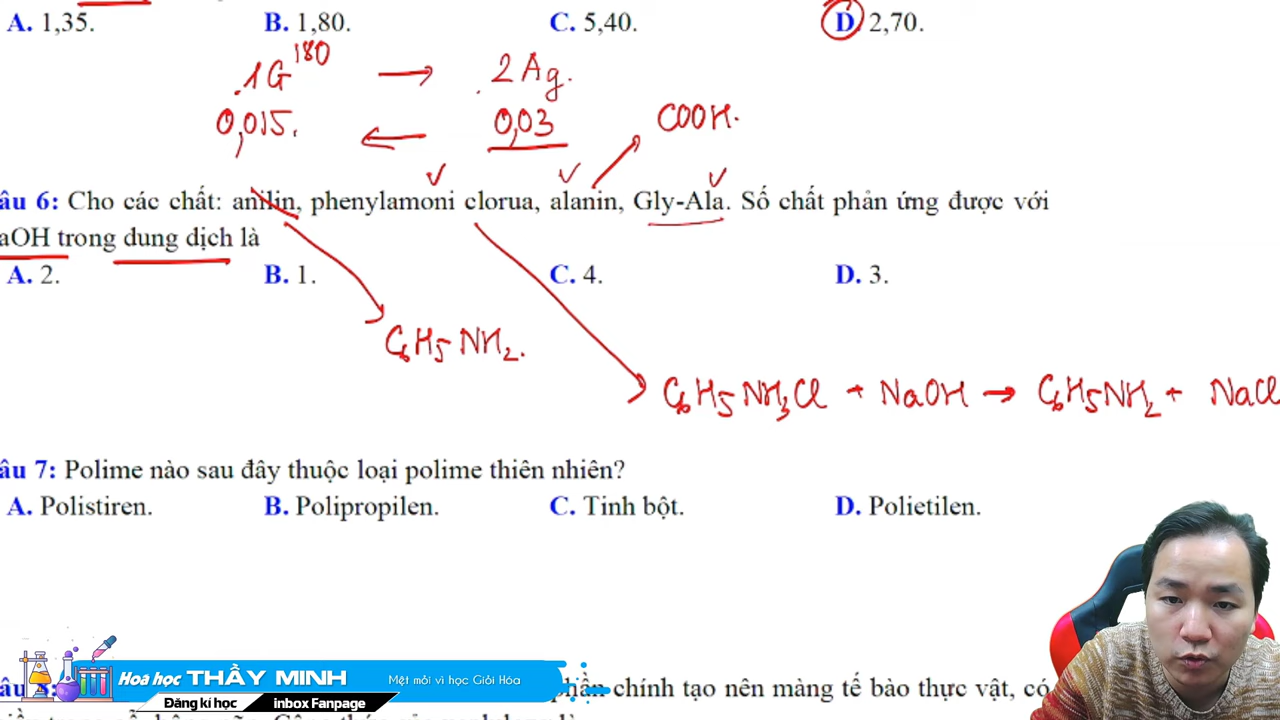 A. 1,35. B. 1,80. C. 5,40. D. 2,70.
1G 180 → 2Ag.
0,015. ← 0,03 COOH.
âu 6: Cho các chất: anilin, phenylamoni clorua, alanin, Gly-Ala. Số chất phản ứng được với
aOH trong dung dịch là
A. 2. B. 1. C. 4. D. 3.
C6H5NH2.
C6H5NH3Cl + NaOH → C6H5NH2 + NaCl
âu 7: Polime nào sau đây thuộc loại polime thiên nhiên?
A. Polistiren. B. Polipropilen. C. Tinh bột. D. Polietilen.
Hoá học THẦY MINH Mệt mỏi vì học Giỏi Hóa
Đăng kí học inbox Fanpage
âu 8: phần chính tạo nên màng tế bào thực vật, có